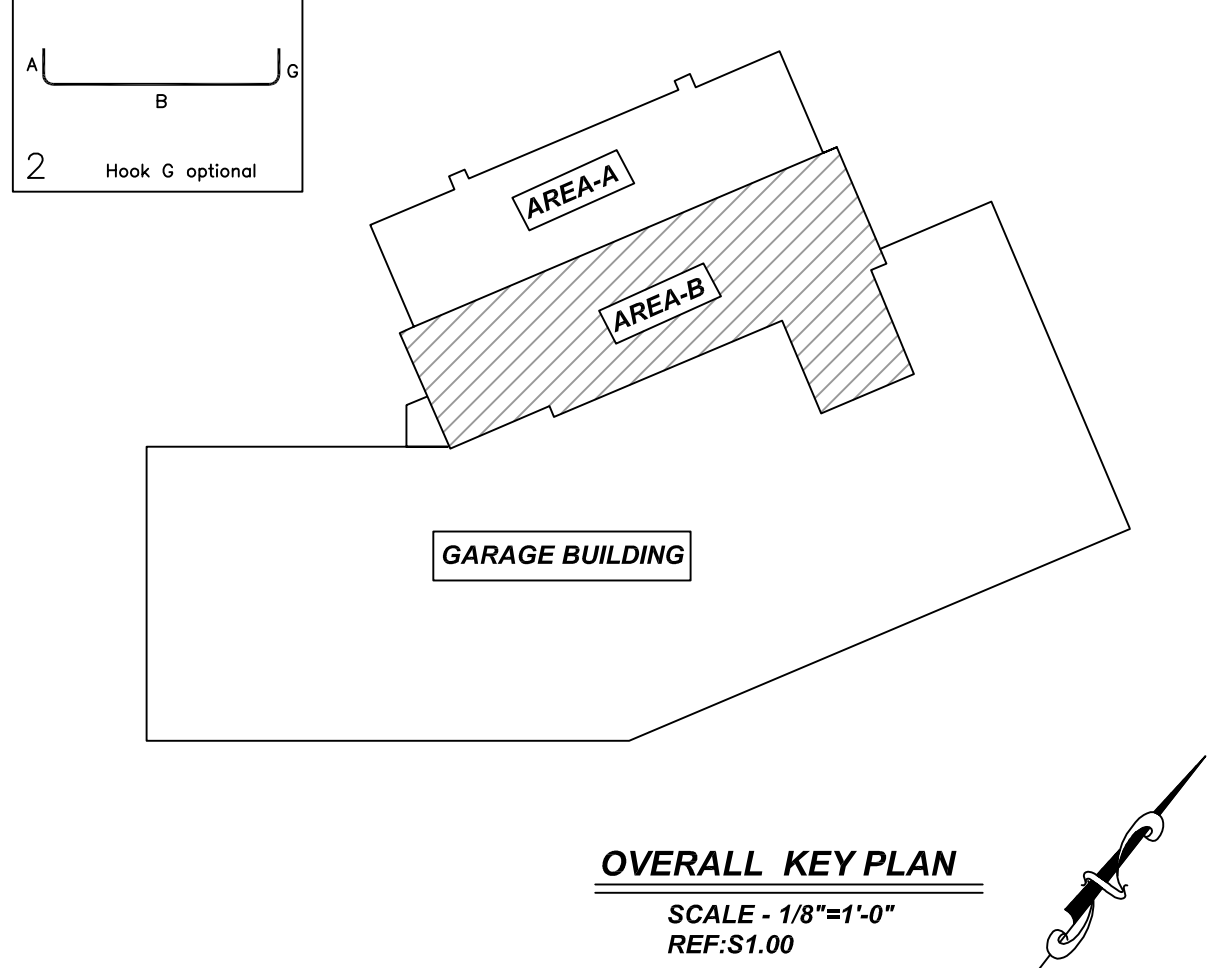 A
G
B
2 Hook G optional
AREA-A
AREA-B
GARAGE BUILDING
OVERALL KEY PLAN
SCALE - 1/8"=1'-0"
REF:S1.00